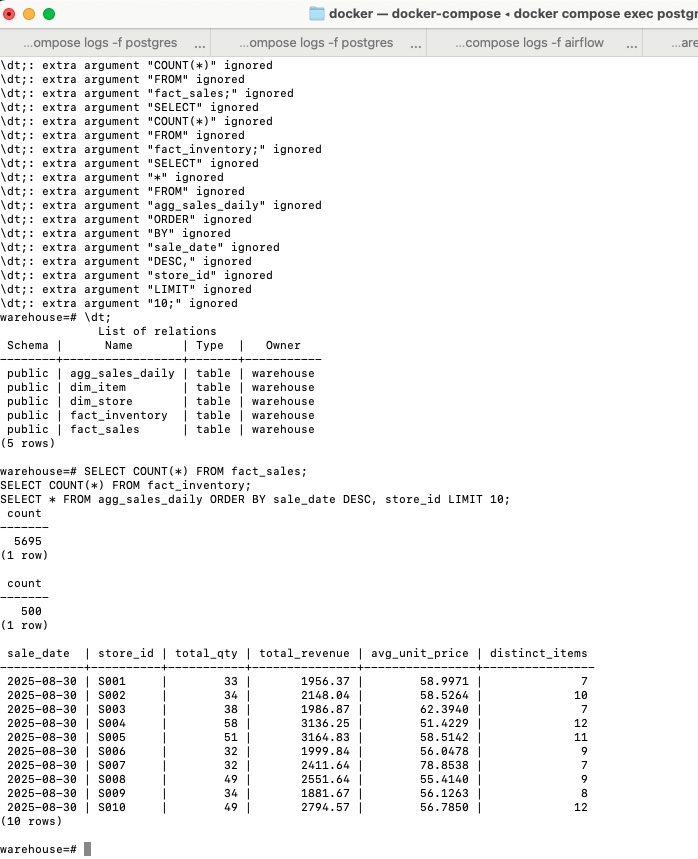 docker — docker-compose ◂ docker compose exec postgr
...ompose logs -f postgres ...
...ompose logs -f postgres ...
...compose logs -f airflow ...
...are
\dt;: extra argument "COUNT(*)" ignored
\dt;: extra argument "FROM" ignored
\dt;: extra argument "fact_sales;" ignored
\dt;: extra argument "SELECT" ignored
\dt;: extra argument "COUNT(*)" ignored
\dt;: extra argument "FROM" ignored
\dt;: extra argument "fact_inventory;" ignored
\dt;: extra argument "SELECT" ignored
\dt;: extra argument "*" ignored
\dt;: extra argument "FROM" ignored
\dt;: extra argument "agg_sales_daily" ignored
\dt;: extra argument "ORDER" ignored
\dt;: extra argument "BY" ignored
\dt;: extra argument "sale_date" ignored
\dt;: extra argument "DESC," ignored
\dt;: extra argument "store_id" ignored
\dt;: extra argument "LIMIT" ignored
\dt;: extra argument "10;" ignored
warehouse=# \dt;
              List of relations
 Schema |      Name       | Type  |   Owner
--------+-----------------+-------+-----------
 public | agg_sales_daily | table | warehouse
 public | dim_item        | table | warehouse
 public | dim_store       | table | warehouse
 public | fact_inventory  | table | warehouse
 public | fact_sales      | table | warehouse
(5 rows)
warehouse=# SELECT COUNT(*) FROM fact_sales;
SELECT COUNT(*) FROM fact_inventory;
SELECT * FROM agg_sales_daily ORDER BY sale_date DESC, store_id LIMIT 10;
 count
-------
  5695
(1 row)
 count
-------
   500
(1 row)
 sale_date  | store_id | total_qty | total_revenue | avg_unit_price | distinct_items
------------+----------+-----------+---------------+----------------+----------------
 2025-08-30 | S001     |        33 |       1956.37 |        58.9971 |              7
 2025-08-30 | S002     |        34 |       2148.04 |        58.5264 |             10
 2025-08-30 | S003     |        38 |       1986.87 |        62.3940 |              7
 2025-08-30 | S004     |        58 |       3136.25 |        51.4229 |             12
 2025-08-30 | S005     |        51 |       3164.83 |        58.5142 |             11
 2025-08-30 | S006     |        32 |       1999.84 |        56.0478 |              9
 2025-08-30 | S007     |        32 |       2411.64 |        78.8538 |              7
 2025-08-30 | S008     |        49 |       2551.64 |        55.4140 |              9
 2025-08-30 | S009     |        34 |       1881.67 |        56.1263 |              8
 2025-08-30 | S010     |        49 |       2794.57 |        56.7850 |             12
(10 rows)
warehouse=#